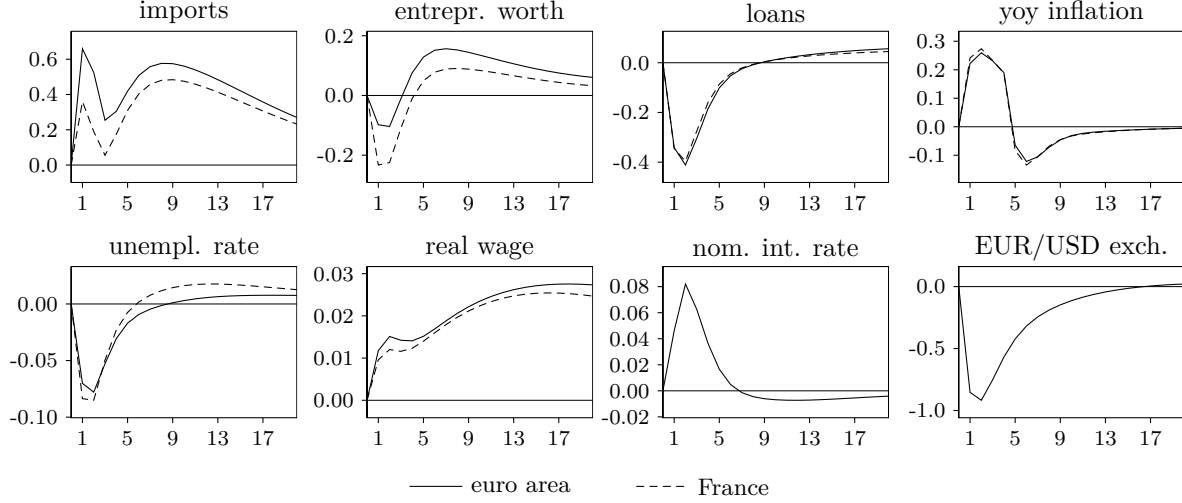 imports entrepr. worth loans yoy inflation
0.6 0.2 0.0 0.3
0.4 0.0 -0.2 0.2
0.2 -0.2 -0.4 0.1
0.0 0.0
-0.1
1 5 9 13 17 1 5 9 13 17 1 5 9 13 17 1 5 9 13 17
unempl. rate real wage nom. int. rate EUR/USD exch.
0.00 0.03 0.08 0.0
-0.05 0.02 0.06 -0.5
-0.10 0.01 0.04 -1.0
0.00 0.02
0.00
-0.02
1 5 9 13 17 1 5 9 13 17 1 5 9 13 17 1 5 9 13 17
euro area France